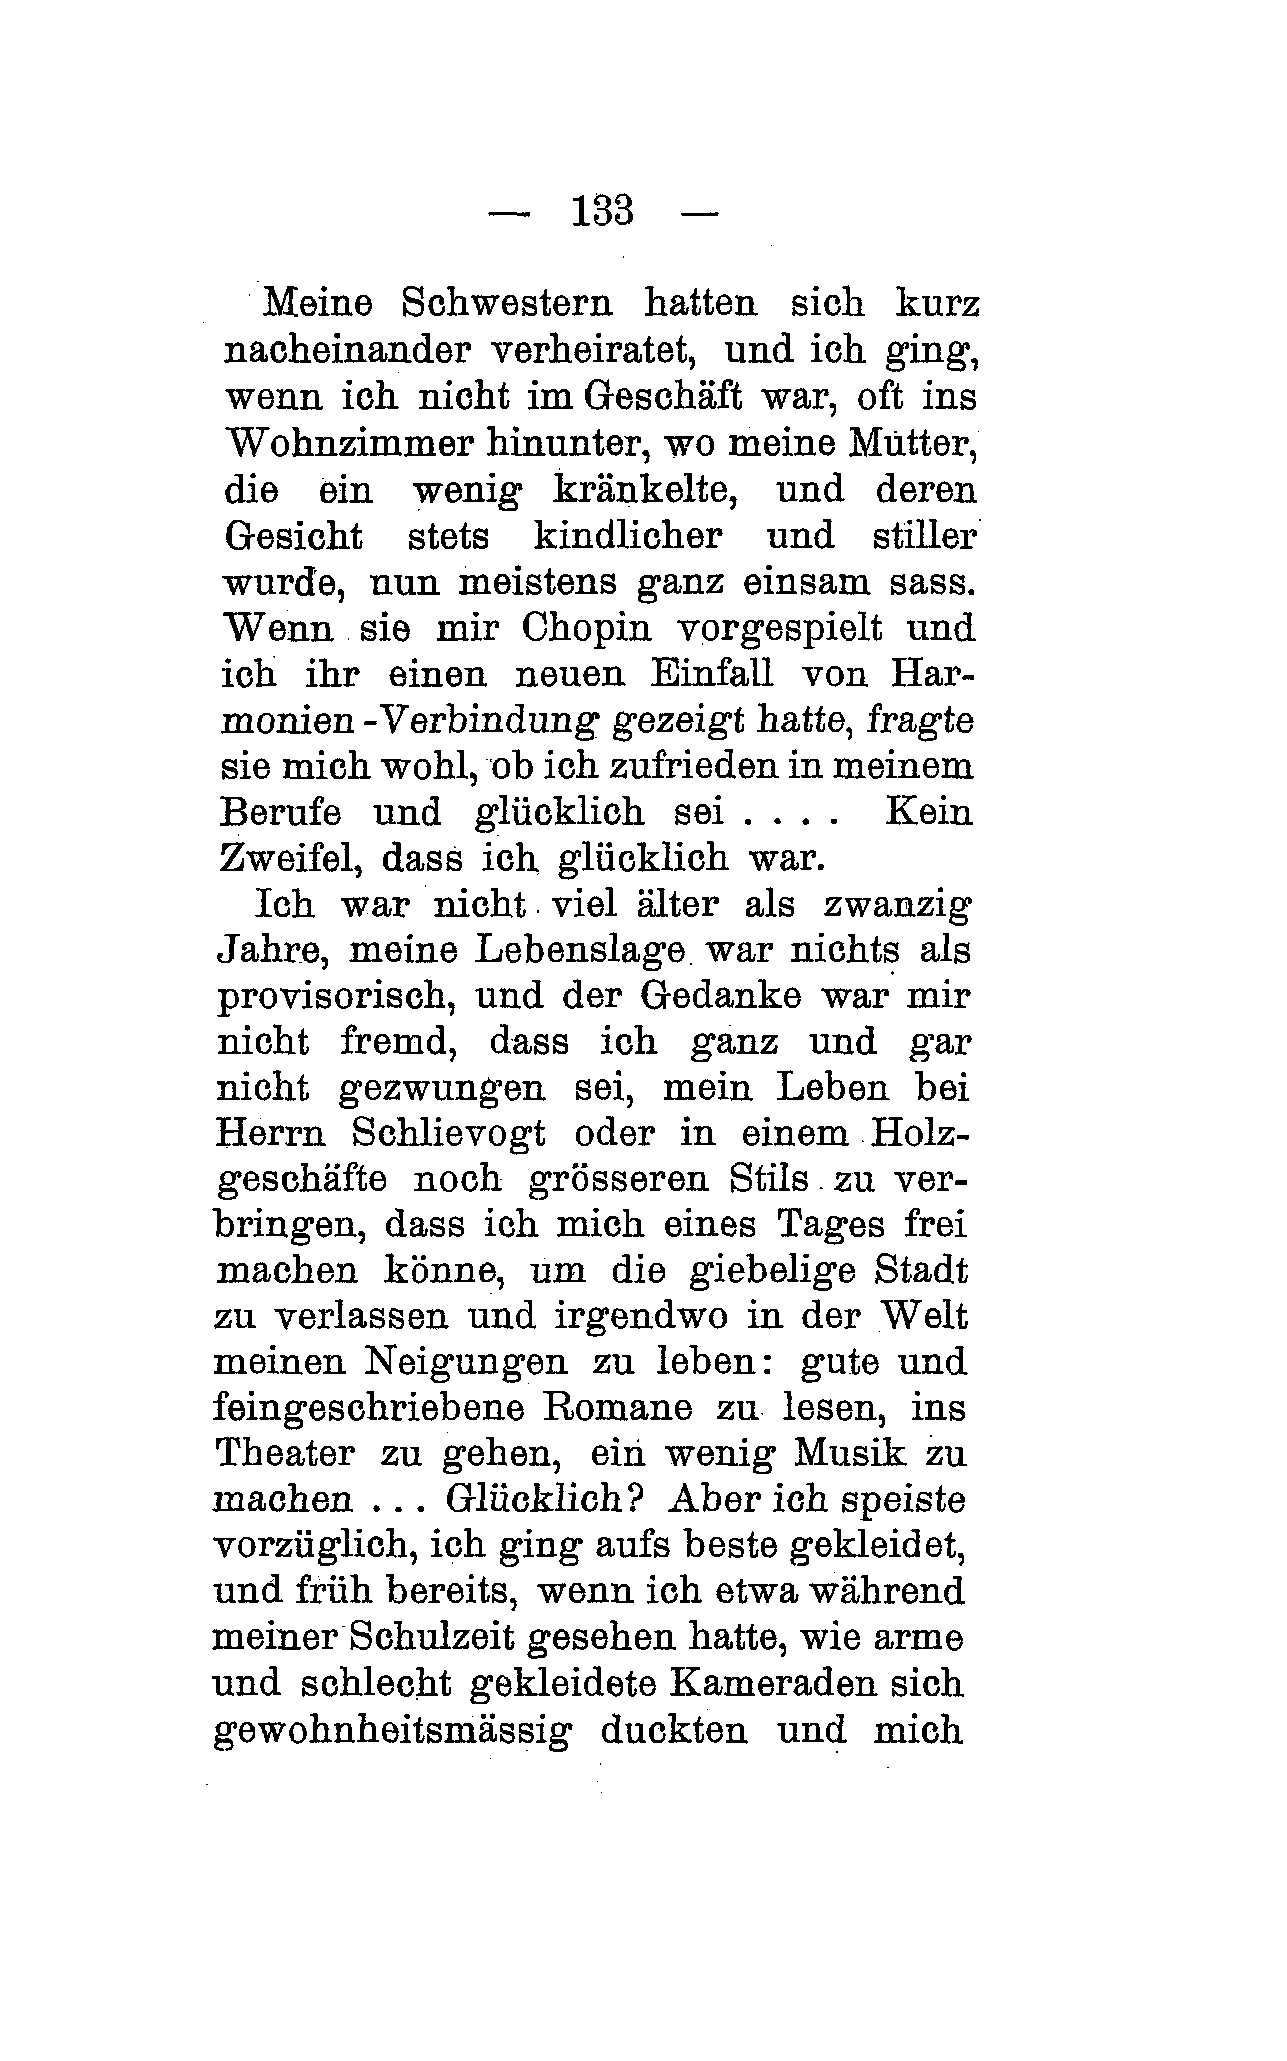 — 133 —
Meine Schwestern hatten sich kurz
nacheinander verheiratet, und ich ging,
wenn ich nicht im Geschäft war, oft ins
Wohnzimmer hinunter, wo meine Mutter,
die ein wenig kränkelte, und deren
Gesicht stets kindlicher und stiller
wurde, nun meistens ganz einsam sass.
Wenn sie mir Chopin vorgespielt und
ich ihr einen neuen Einfall von Har-
monien-Verbindung gezeigt hatte, fragte
sie mich wohl, ob ich zufrieden in meinem
Berufe und glücklich sei . . . . Kein
Zweifel, dass ich glücklich war.
Ich war nicht viel älter als zwanzig
Jahre, meine Lebenslage war nichts als
provisorisch, und der Gedanke war mir
nicht fremd, dass ich ganz und gar
nicht gezwungen sei, mein Leben bei
Herrn Schlievogt oder in einem Holz-
geschäfte noch grösseren Stils zu ver-
bringen, dass ich mich eines Tages frei
machen könne, um die giebelige Stadt
zu verlassen und irgendwo in der Welt
meinen Neigungen zu leben: gute und
feingeschriebene Romane zu lesen, ins
Theater zu gehen, ein wenig Musik zu
machen . . . Glücklich? Aber ich speiste
vorzüglich, ich ging aufs beste gekleidet,
und früh bereits, wenn ich etwa während
meiner Schulzeit gesehen hatte, wie arme
und schlecht gekleidete Kameraden sich
gewohnheitsmässig duckten und mich